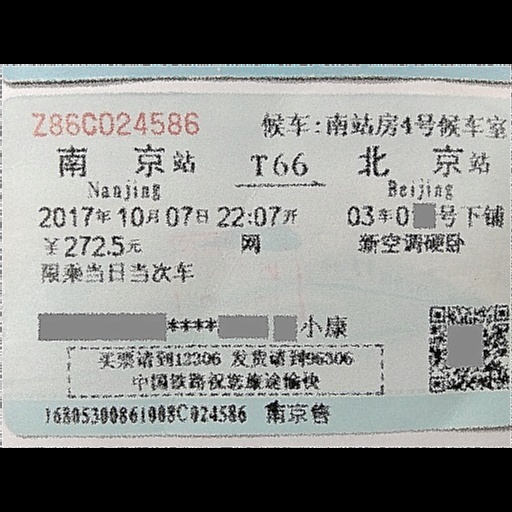 Z86C024586 候车:南站房4号候车室
南京站 T66 北京站
Nanjing Beijing
2017年10月07日22:07开 03车0 号下铺
￥272.5元 网 新空调硬卧
限乘当日当次车
**** 小康
买票请到12306 发货请到95306
中国铁路祝您旅途愉快
16805300861008C024586 南京售